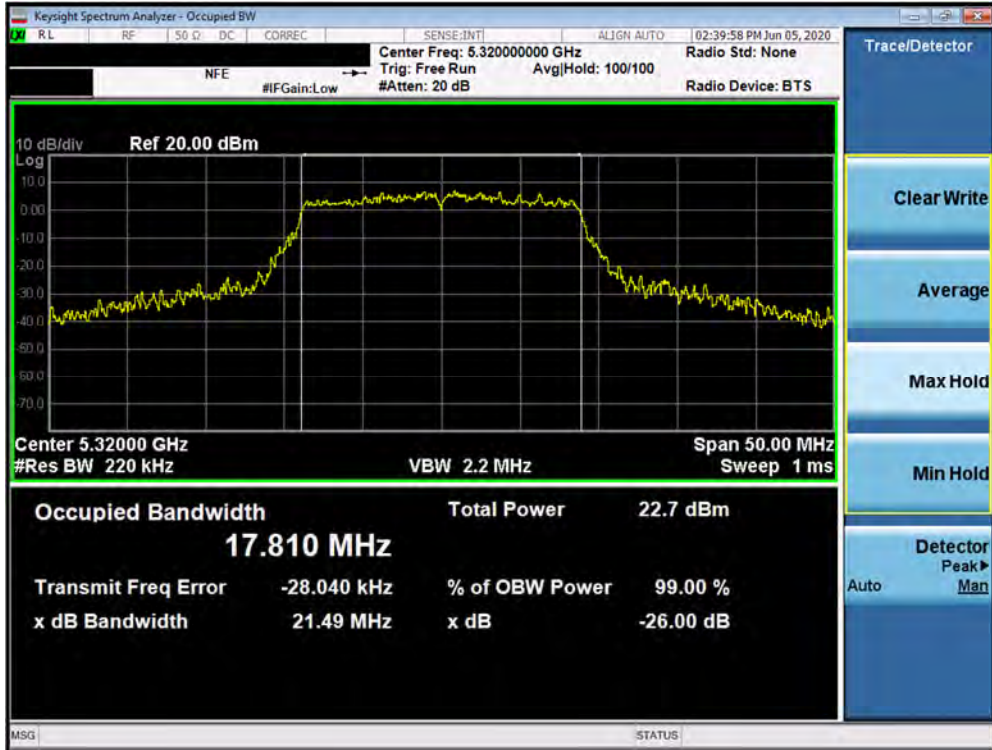 Keysight Spectrum Analyzer - Occupied BW
LXI RL RF 50 Ω DC CORREC SENSE:INT ALIGN AUTO 02:39:58 PM Jun 05, 2020
Center Freq: 5.320000000 GHz Radio Std: None
NFE Trig: Free Run Avg|Hold: 100/100
#IFGain:Low #Atten: 20 dB Radio Device: BTS
10 dB/div Ref 20.00 dBm
Log
10.0
0.00
-10.0
-20.0
-30.0
-40.0
-50.0
-60.0
-70.0
Center 5.32000 GHz Span 50.00 MHz
#Res BW 220 kHz VBW 2.2 MHz Sweep 1 ms
Occupied Bandwidth Total Power 22.7 dBm
17.810 MHz
Transmit Freq Error -28.040 kHz % of OBW Power 99.00 %
x dB Bandwidth 21.49 MHz x dB -26.00 dB
MSG STATUS
Trace/Detector
Clear Write
Average
Max Hold
Min Hold
Detector
Peak▶
Auto Man